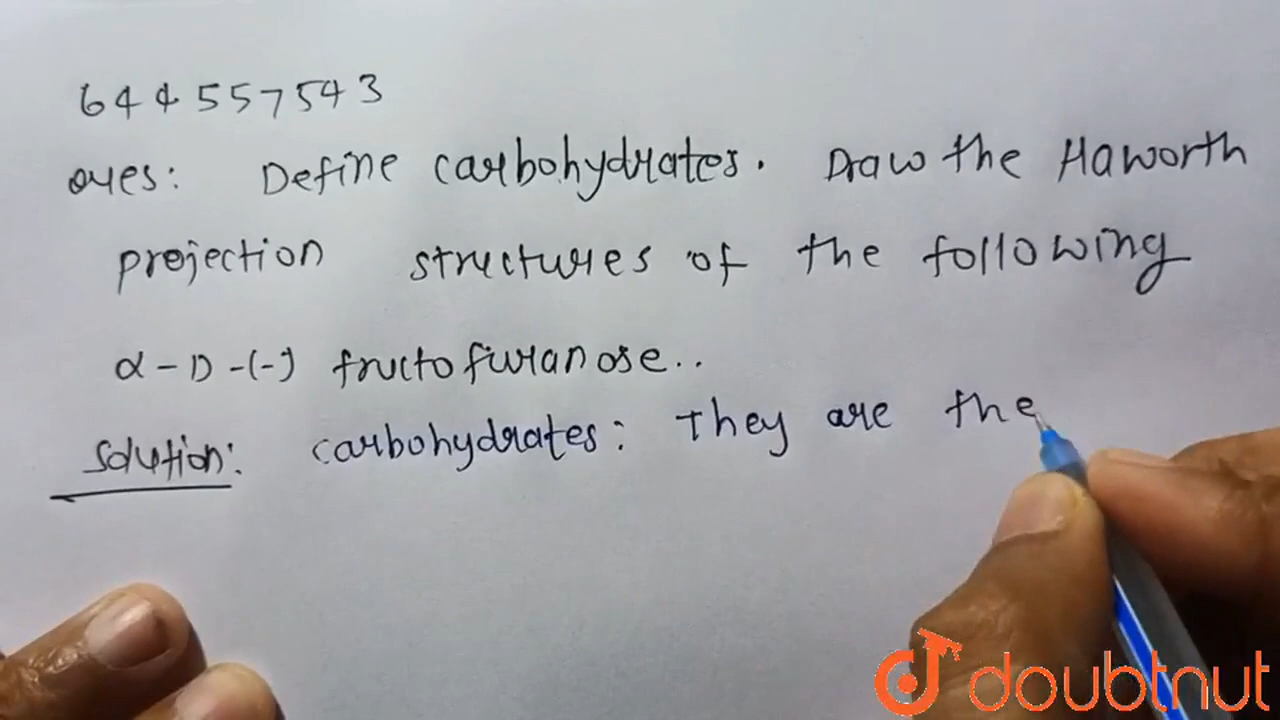 644557543
Ques: Define carbohydrates. Draw the Haworth
projection structures of the following
α-D-(-) fructofuranose..
Solution: carbohydrates: They are the
doubtnut